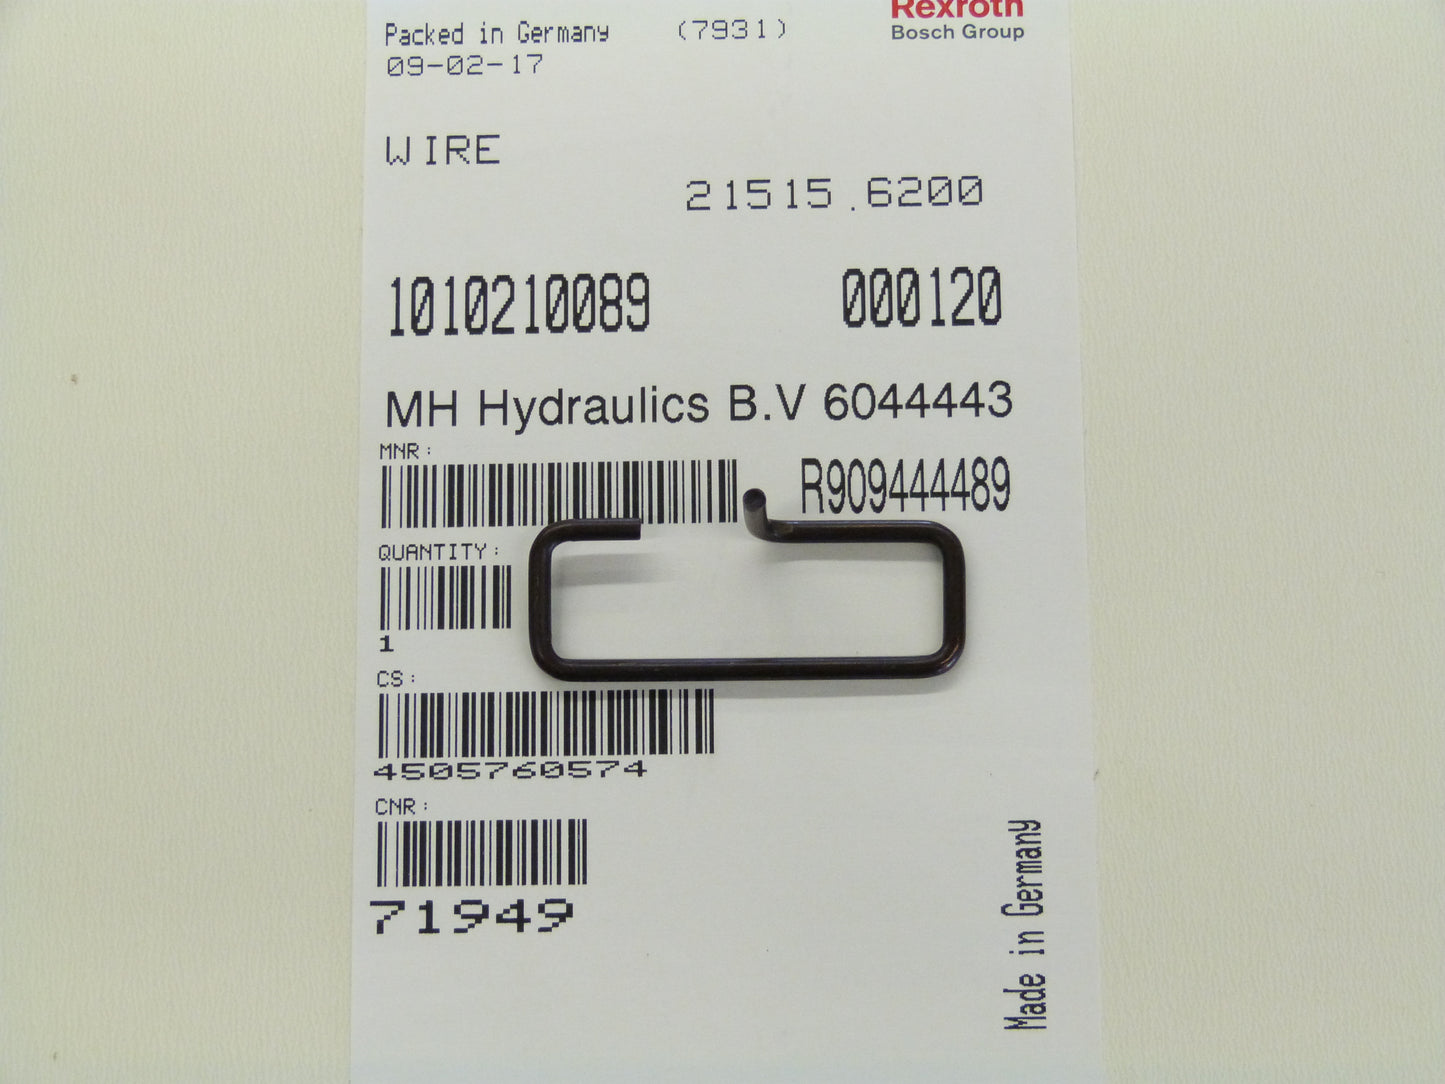 Rexroth
Packed in Germany (7931)
Bosch Group
09-02-17
WIRE
21515.6200
1010210089 000120
MH Hydraulics B.V 6044443
MNR:
R909444489
QUANTITY:
1
CS:
4505760574
CNR:
71949
Made in Germany